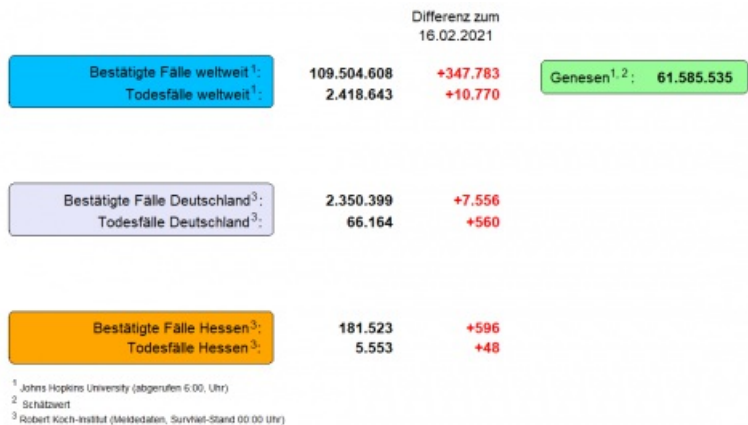 Differenz zum
16.02.2021
Bestätigte Fälle weltweit¹: 109.504.608 +347.783 Genesen¹,²: 61.585.535
Todesfälle weltweit¹: 2.418.643 +10.770
Bestätigte Fälle Deutschland³: 2.350.399 +7.556
Todesfälle Deutschland³: 66.164 +560
Bestätigte Fälle Hessen³: 181.523 +596
Todesfälle Hessen³: 5.553 +48
¹ Johns Hopkins University (abgerufen 6:00, Uhr)
² Schätzwert
³ Robert Koch-Institut (Meldedaten, SurvNet-Stand 00:00 Uhr)